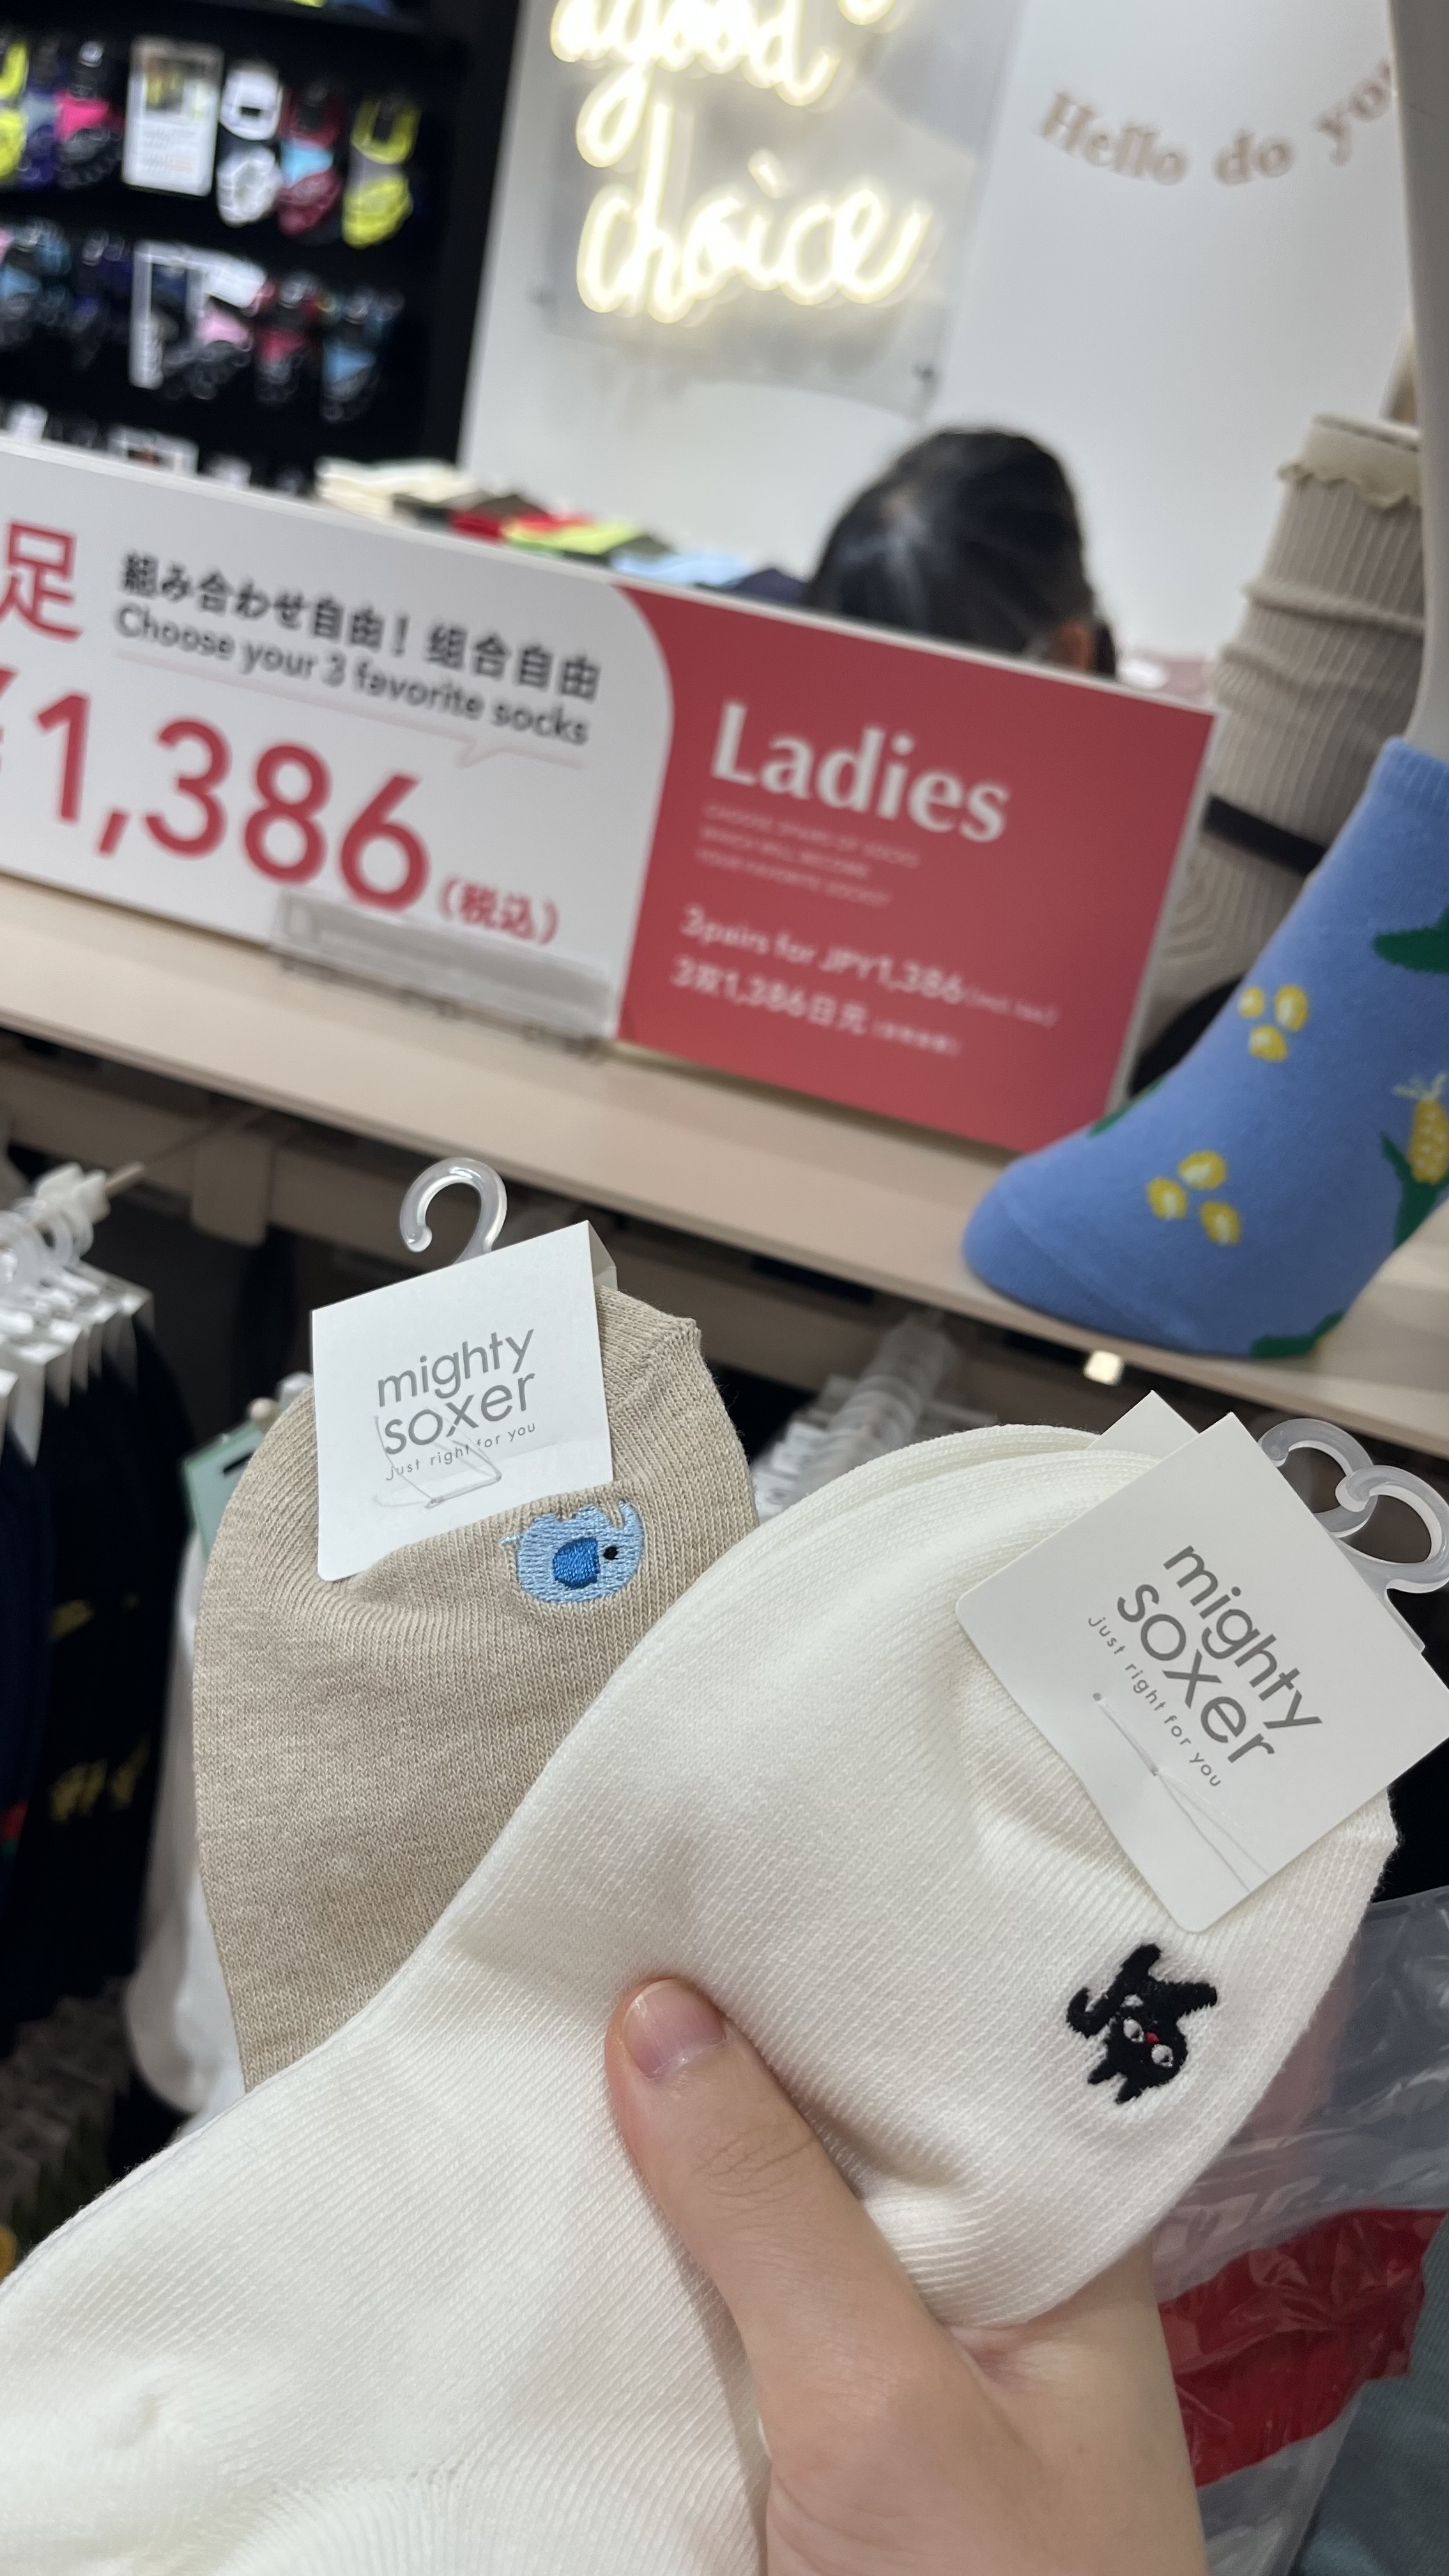 agood
choice
Hello do you
足
組み合わせ自由！ 组合自由
Choose your 3 favorite socks
¥1,386
(税込)
Ladies
3pairs for JPY1,386
3双1,386日元
mighty
soxer
just right for you
mighty
soxer
just right for you